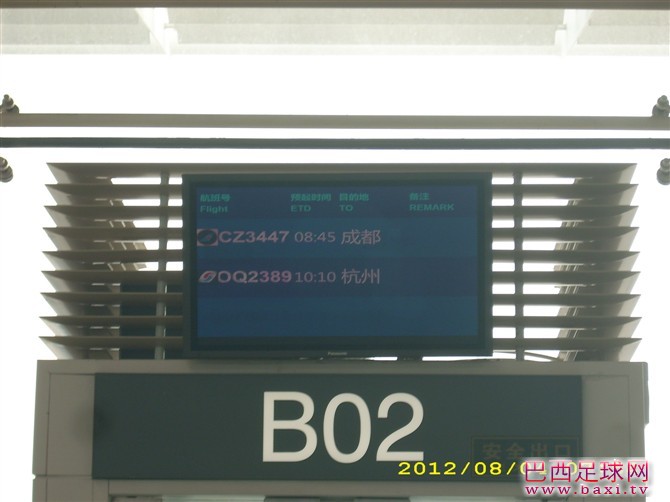 航班号 预起时间 目的地 备注
Flight ETD TO REMARK
CZ3447 08:45 成都
OQ2389 10:10 杭州
Panasonic
B02
安全出口
2012/08/0
巴西足球网
www.baxi.tv